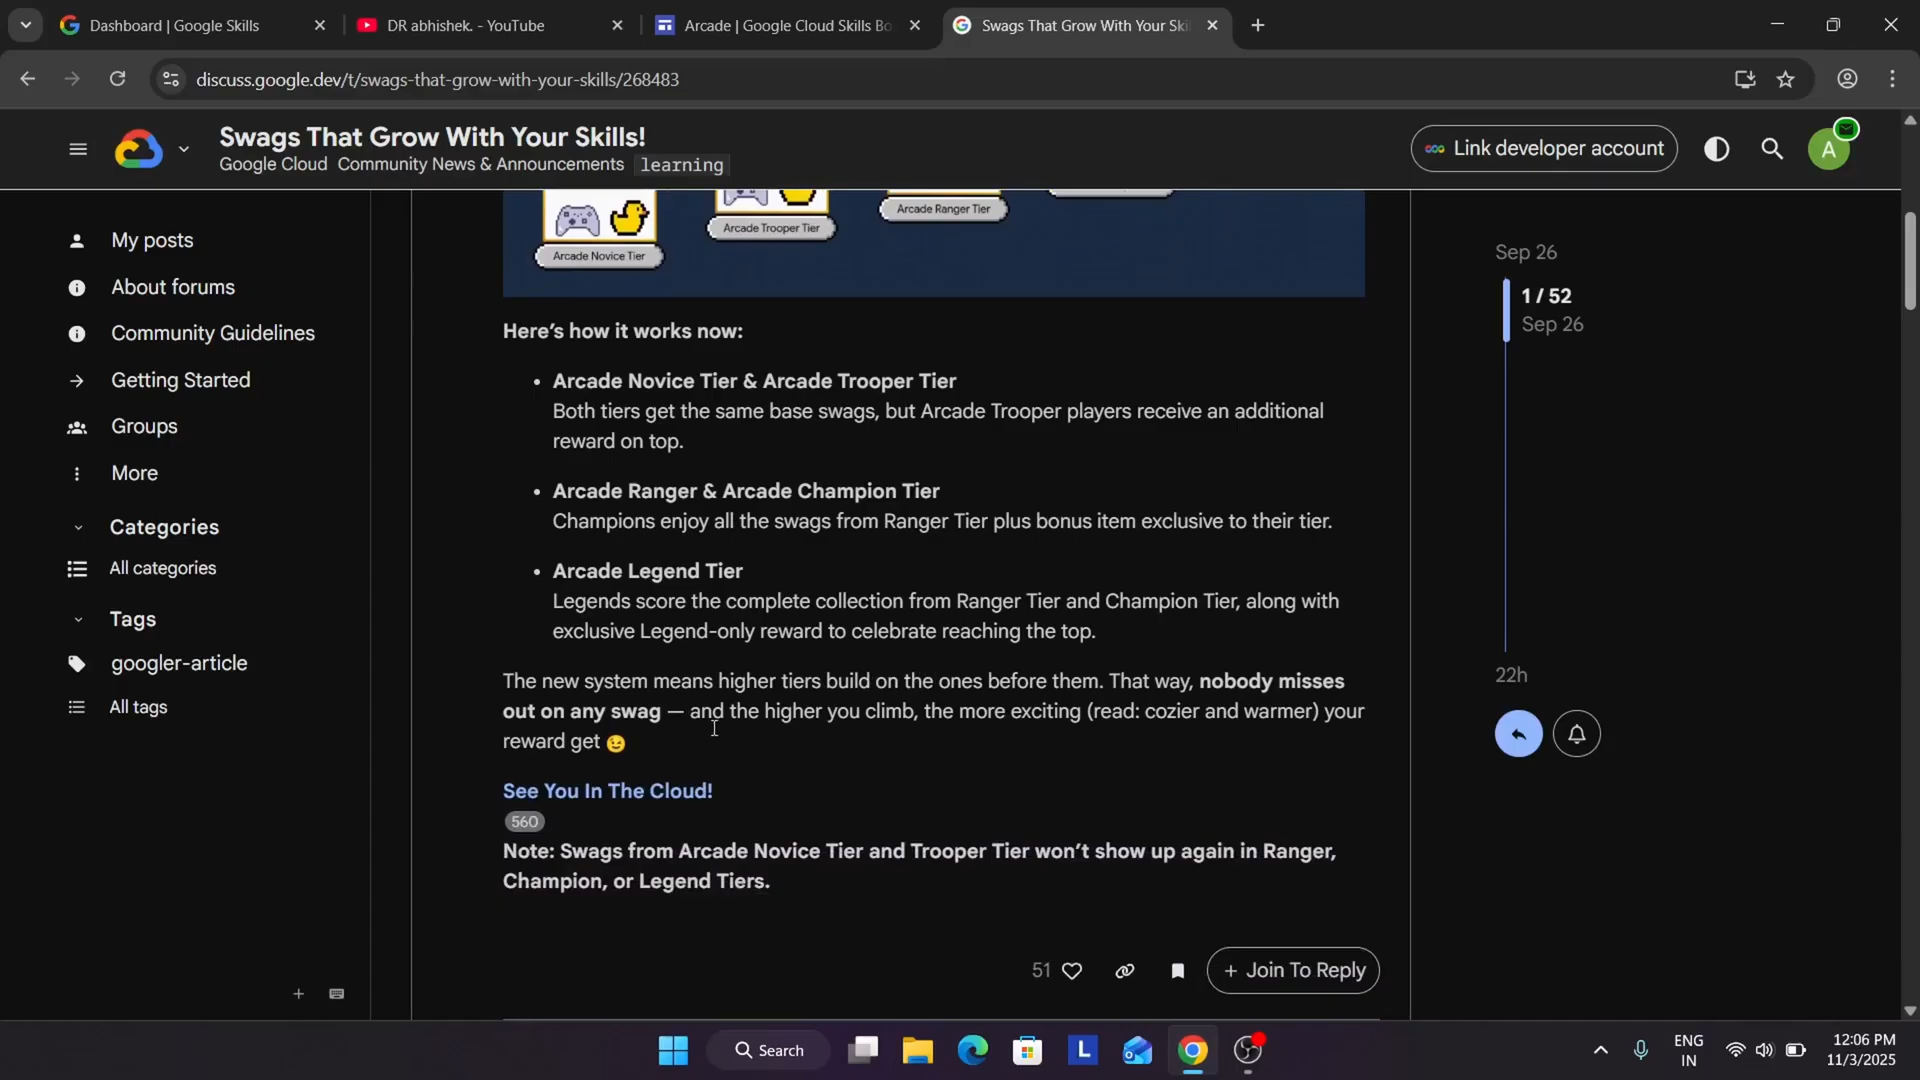 Dashboard | Google Skills
DR abhishek. - YouTube
Arcade | Google Cloud Skills Bo
Swags That Grow With Your Skil
discuss.google.dev/t/swags-that-grow-with-your-skills/268483
Swags That Grow With Your Skills!
Google Cloud Community News & Announcements learning
Link developer account
A
My posts
About forums
Community Guidelines
Getting Started
Groups
More
Categories
All categories
Tags
googler-article
All tags
Arcade Novice Tier
Arcade Trooper Tier
Arcade Ranger Tier
Here's how it works now:
• Arcade Novice Tier & Arcade Trooper Tier
Both tiers get the same base swags, but Arcade Trooper players receive an additional
reward on top.
• Arcade Ranger & Arcade Champion Tier
Champions enjoy all the swags from Ranger Tier plus bonus item exclusive to their tier.
• Arcade Legend Tier
Legends score the complete collection from Ranger Tier and Champion Tier, along with
exclusive Legend-only reward to celebrate reaching the top.
The new system means higher tiers build on the ones before them. That way, nobody misses
out on any swag — and the higher you climb, the more exciting (read: cozier and warmer) your
reward get 😉
See You In The Cloud!
560
Note: Swags from Arcade Novice Tier and Trooper Tier won't show up again in Ranger,
Champion, or Legend Tiers.
51
+ Join To Reply
Sep 26
1 / 52
Sep 26
22h
Search
L
ENG
IN
12:06 PM
11/3/2025